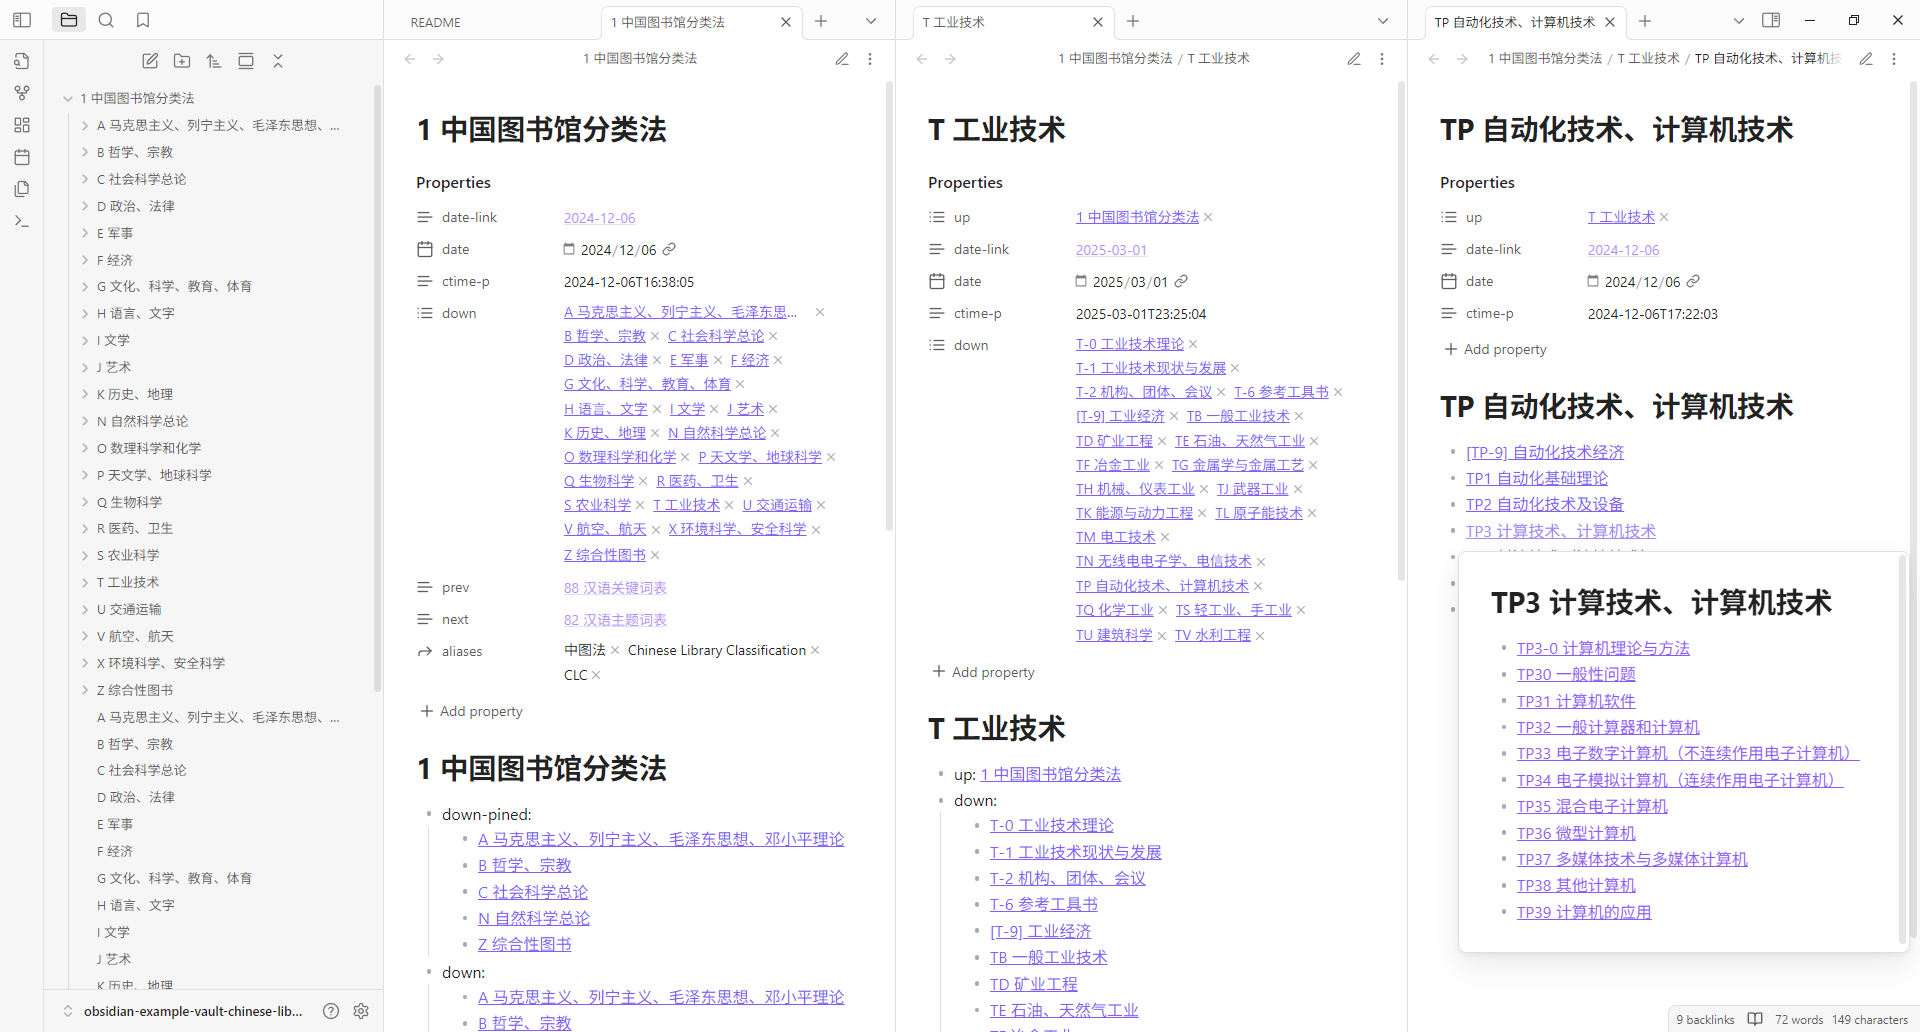 README
1 中国图书馆分类法
T 工业技术
TP 自动化技术、计算机技术
1 中国图书馆分类法
A 马克思主义、列宁主义、毛泽东思想、...
B 哲学、宗教
C 社会科学总论
D 政治、法律
E 军事
F 经济
G 文化、科学、教育、体育
H 语言、文字
I 文学
J 艺术
K 历史、地理
N 自然科学总论
O 数理科学和化学
P 天文学、地球科学
Q 生物科学
R 医药、卫生
S 农业科学
T 工业技术
U 交通运输
V 航空、航天
X 环境科学、安全科学
Z 综合性图书
A 马克思主义、列宁主义、毛泽东思想、...
B 哲学、宗教
C 社会科学总论
D 政治、法律
E 军事
F 经济
G 文化、科学、教育、体育
H 语言、文字
I 文学
J 艺术
K 历史、地理
obsidian-example-vault-chinese-lib...
1 中国图书馆分类法
1 中国图书馆分类法
Properties
date-link 2024-12-06
date 2024/12/06
ctime-p 2024-12-06T16:38:05
down A 马克思主义、列宁主义、毛泽东思...
B 哲学、宗教 C 社会科学总论
D 政治、法律 E 军事 F 经济
G 文化、科学、教育、体育
H 语言、文字 I 文学 J 艺术
K 历史、地理 N 自然科学总论
O 数理科学和化学 P 天文学、地球科学
Q 生物科学 R 医药、卫生
S 农业科学 T 工业技术 U 交通运输
V 航空、航天 X 环境科学、安全科学
Z 综合性图书
prev 88 汉语关键词表
next 82 汉语主题词表
aliases 中图法 Chinese Library Classification
CLC
Add property
1 中国图书馆分类法
down-pined:
A 马克思主义、列宁主义、毛泽东思想、邓小平理论
B 哲学、宗教
C 社会科学总论
N 自然科学总论
Z 综合性图书
down:
A 马克思主义、列宁主义、毛泽东思想、邓小平理论
B 哲学、宗教
1 中国图书馆分类法 / T 工业技术
T 工业技术
Properties
up 1 中国图书馆分类法
date-link 2025-03-01
date 2025/03/01
ctime-p 2025-03-01T23:25:04
down T-0 工业技术理论
T-1 工业技术现状与发展
T-2 机构、团体、会议 T-6 参考工具书
[T-9] 工业经济 TB 一般工业技术
TD 矿业工程 TE 石油、天然气工业
TF 冶金工业 TG 金属学与金属工艺
TH 机械、仪表工业 TJ 武器工业
TK 能源与动力工程 TL 原子能技术
TM 电工技术
TN 无线电电子学、电信技术
TP 自动化技术、计算机技术
TQ 化学工业 TS 轻工业、手工业
TU 建筑科学 TV 水利工程
Add property
T 工业技术
up: 1 中国图书馆分类法
down:
T-0 工业技术理论
T-1 工业技术现状与发展
T-2 机构、团体、会议
T-6 参考工具书
[T-9] 工业经济
TB 一般工业技术
TD 矿业工程
TE 石油、天然气工业
1 中国图书馆分类法 / T 工业技术 / TP 自动化技术、计算机技
TP 自动化技术、计算机技术
Properties
up T 工业技术
date-link 2024-12-06
date 2024/12/06
ctime-p 2024-12-06T17:22:03
Add property
TP 自动化技术、计算机技术
[TP-9] 自动化技术经济
TP1 自动化基础理论
TP2 自动化技术及设备
TP3 计算技术、计算机技术
TP3 计算技术、计算机技术
TP3-0 计算机理论与方法
TP30 一般性问题
TP31 计算机软件
TP32 一般计算器和计算机
TP33 电子数字计算机（不连续作用电子计算机）
TP34 电子模拟计算机（连续作用电子计算机）
TP35 混合电子计算机
TP36 微型计算机
TP37 多媒体技术与多媒体计算机
TP38 其他计算机
TP39 计算机的应用
9 backlinks 72 words 149 characters